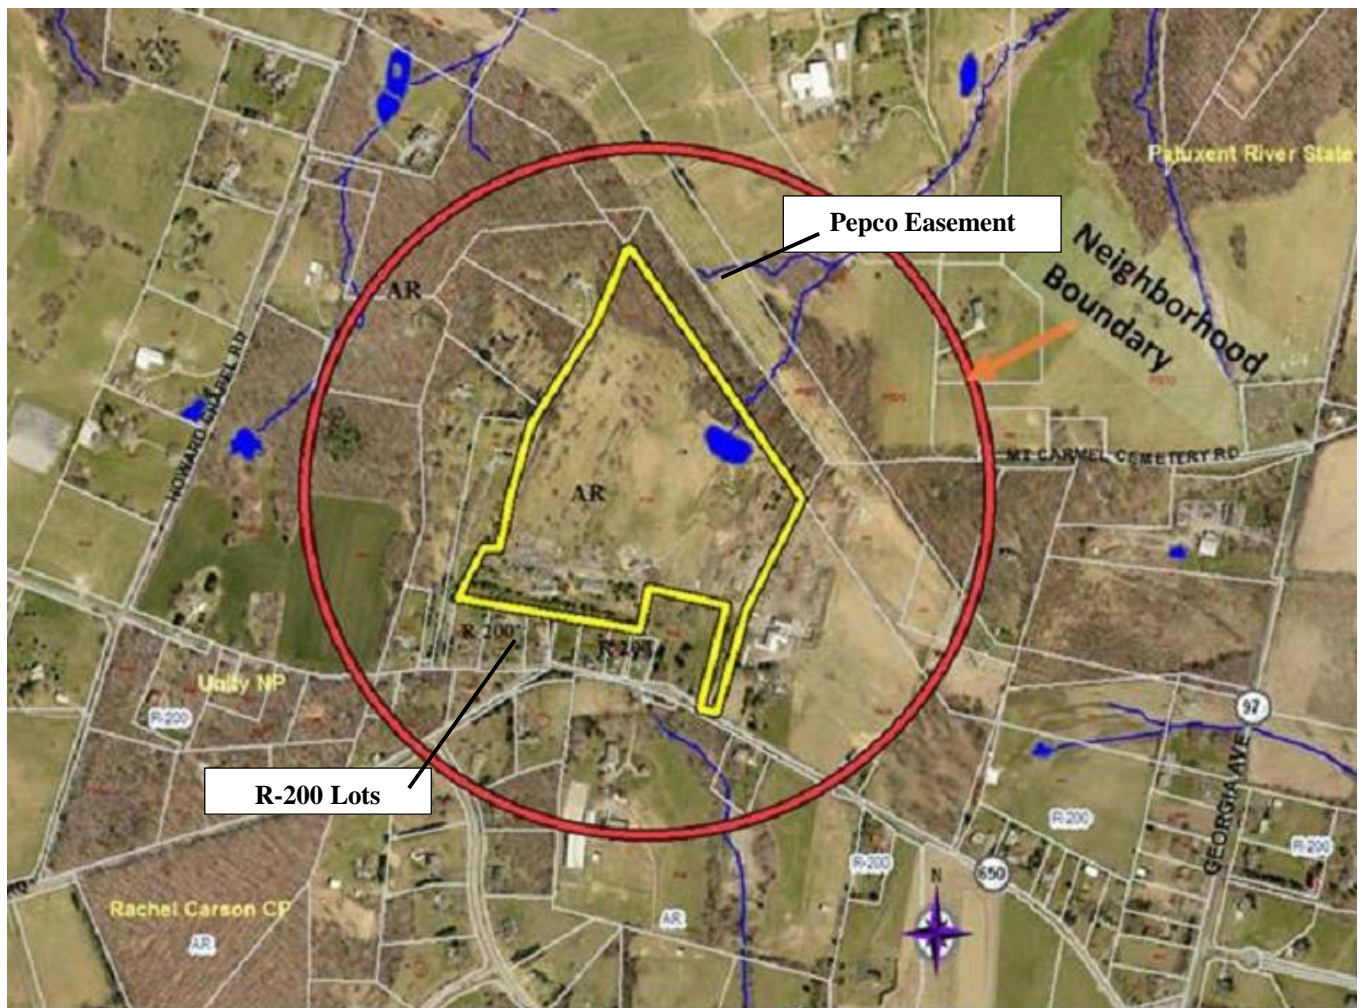 Patuxent River State
Pepco Easement
Neighborhood
Boundary
AR
HOWARD CHAPEL RD
MT CARMEL CEMETERY RD
AR
R 200
Unity NP
R-200
97
R-200 Lots
GEORGIA AVE
R-200
R-200
R-200
650
N
Rachel Carson CP
AR
AR